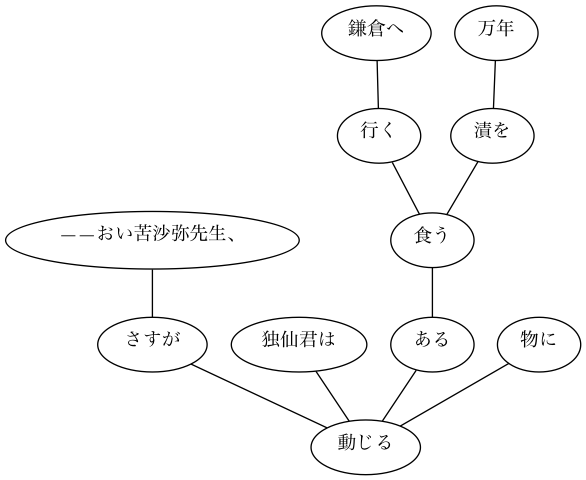 鎌倉へ 万年
行く 漬を
——おい苦沙弥先生、 食う
さすが 独仙君は ある 物に
動じる